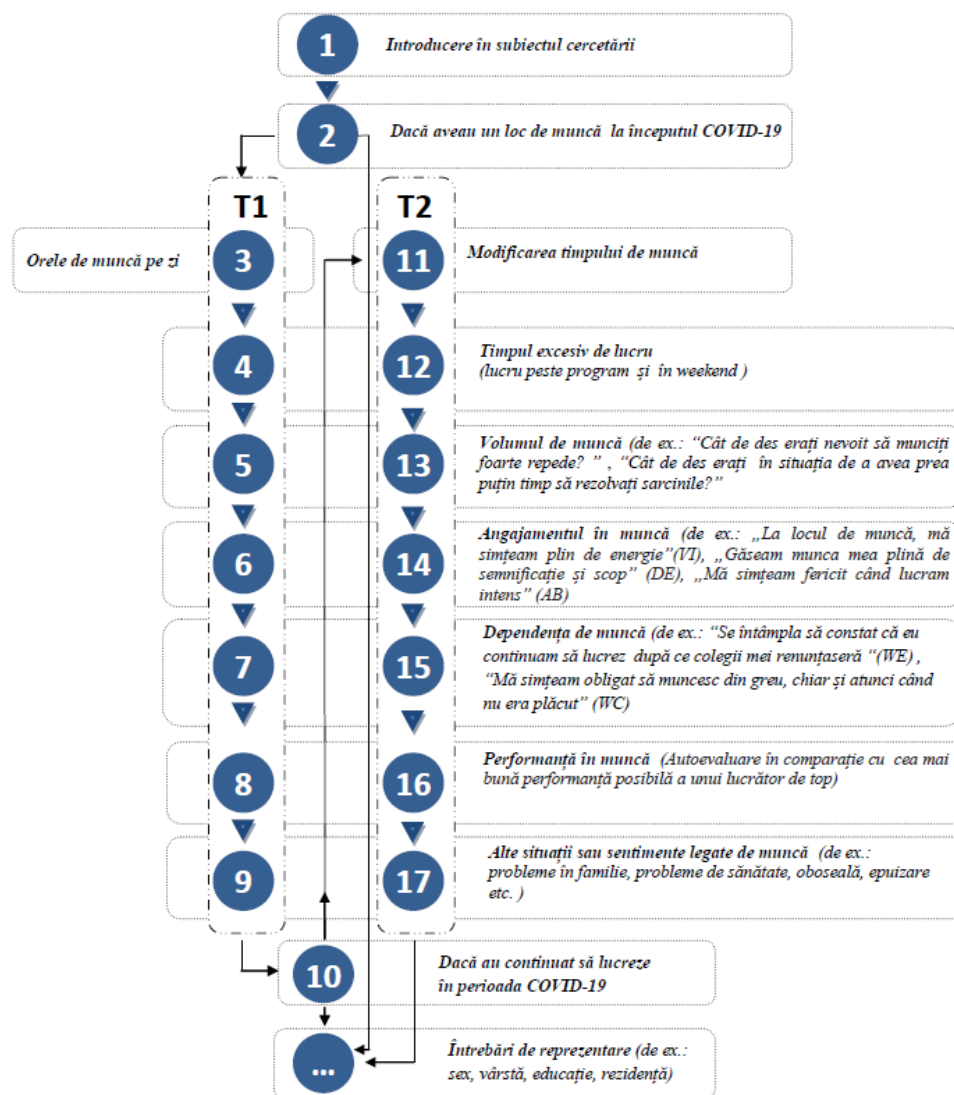 1
Introducere în subiectul cercetării
2
Dacă aveau un loc de muncă la începutul COVID-19
T1
T2
Orele de muncă pe zi
3
11
Modificarea timpului de muncă
4
12
Timpul excesiv de lucru
(lucru peste program și în weekend )
5
13
Volumul de muncă (de ex.: “Cât de des erați nevoit să munciți
foarte repede? ” , “Cât de des erați în situația de a avea prea
puțin timp să rezolvați sarcinile?”
6
14
Angajamentul în muncă (de ex.: „La locul de muncă, mă
simțeam plin de energie”(VI), „Găseam munca mea plină de
semnificație și scop” (DE), „Mă simțeam fericit când lucram
intens” (AB)
7
15
Dependența de muncă (de ex.: “Se întâmpla să constat că eu
continuam să lucrez după ce colegii mei renunțaseră “(WE) ,
“Mă simțeam obligat să muncesc din greu, chiar și atunci când
nu era plăcut” (WC)
8
16
Performanță în muncă (Autoevaluare în comparație cu cea mai
bună performanță posibilă a unui lucrător de top)
9
17
Alte situații sau sentimente legate de muncă (de ex.:
probleme în familie, probleme de sănătate, oboseală, epuizare
etc. )
10
Dacă au continuat să lucreze
în perioada COVID-19
...
Întrebări de reprezentare (de ex.:
sex, vârstă, educație, rezidență)